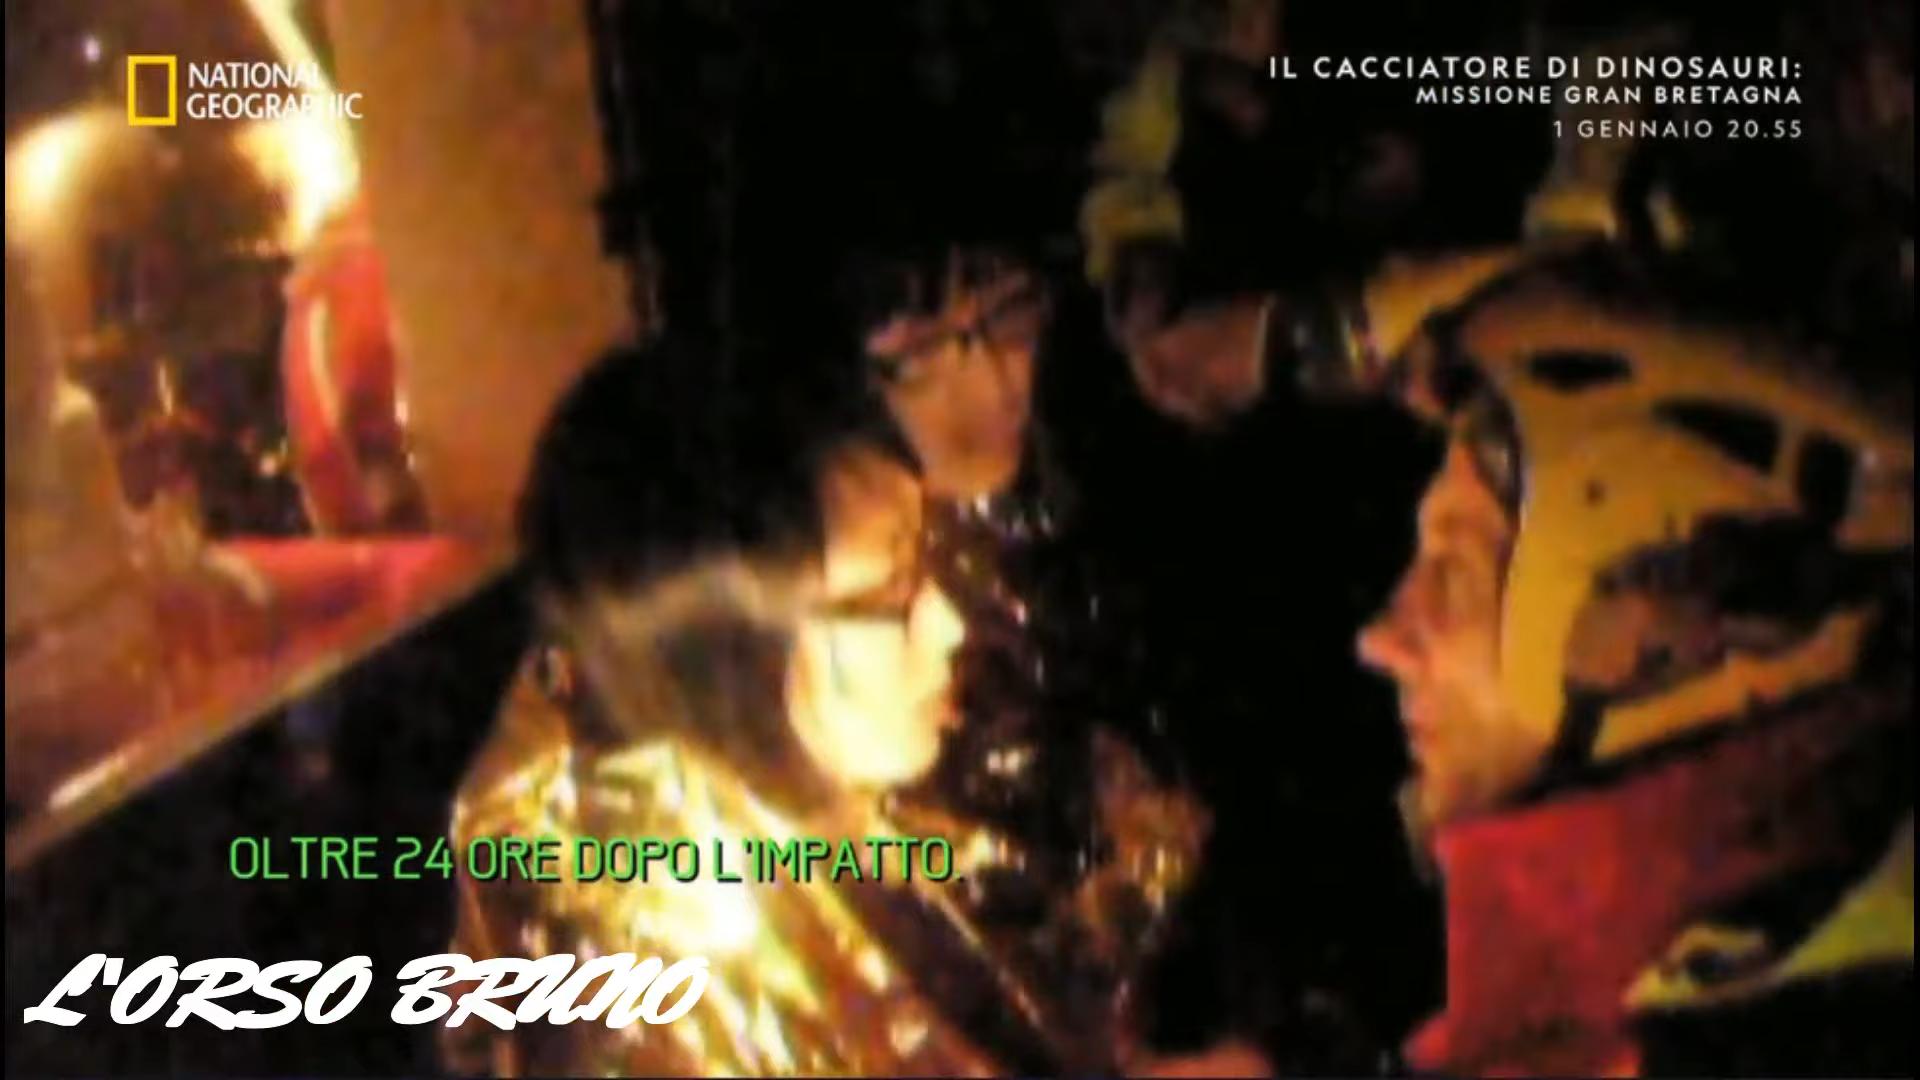 NATIONAL
GEOGRAPHIC
IL CACCIATORE DI DINOSAURI:
MISSIONE GRAN BRETAGNA
1 GENNAIO 20.55
OLTRE 24 ORE DOPO L'IMPATTO.
L'ORSO BRUNO